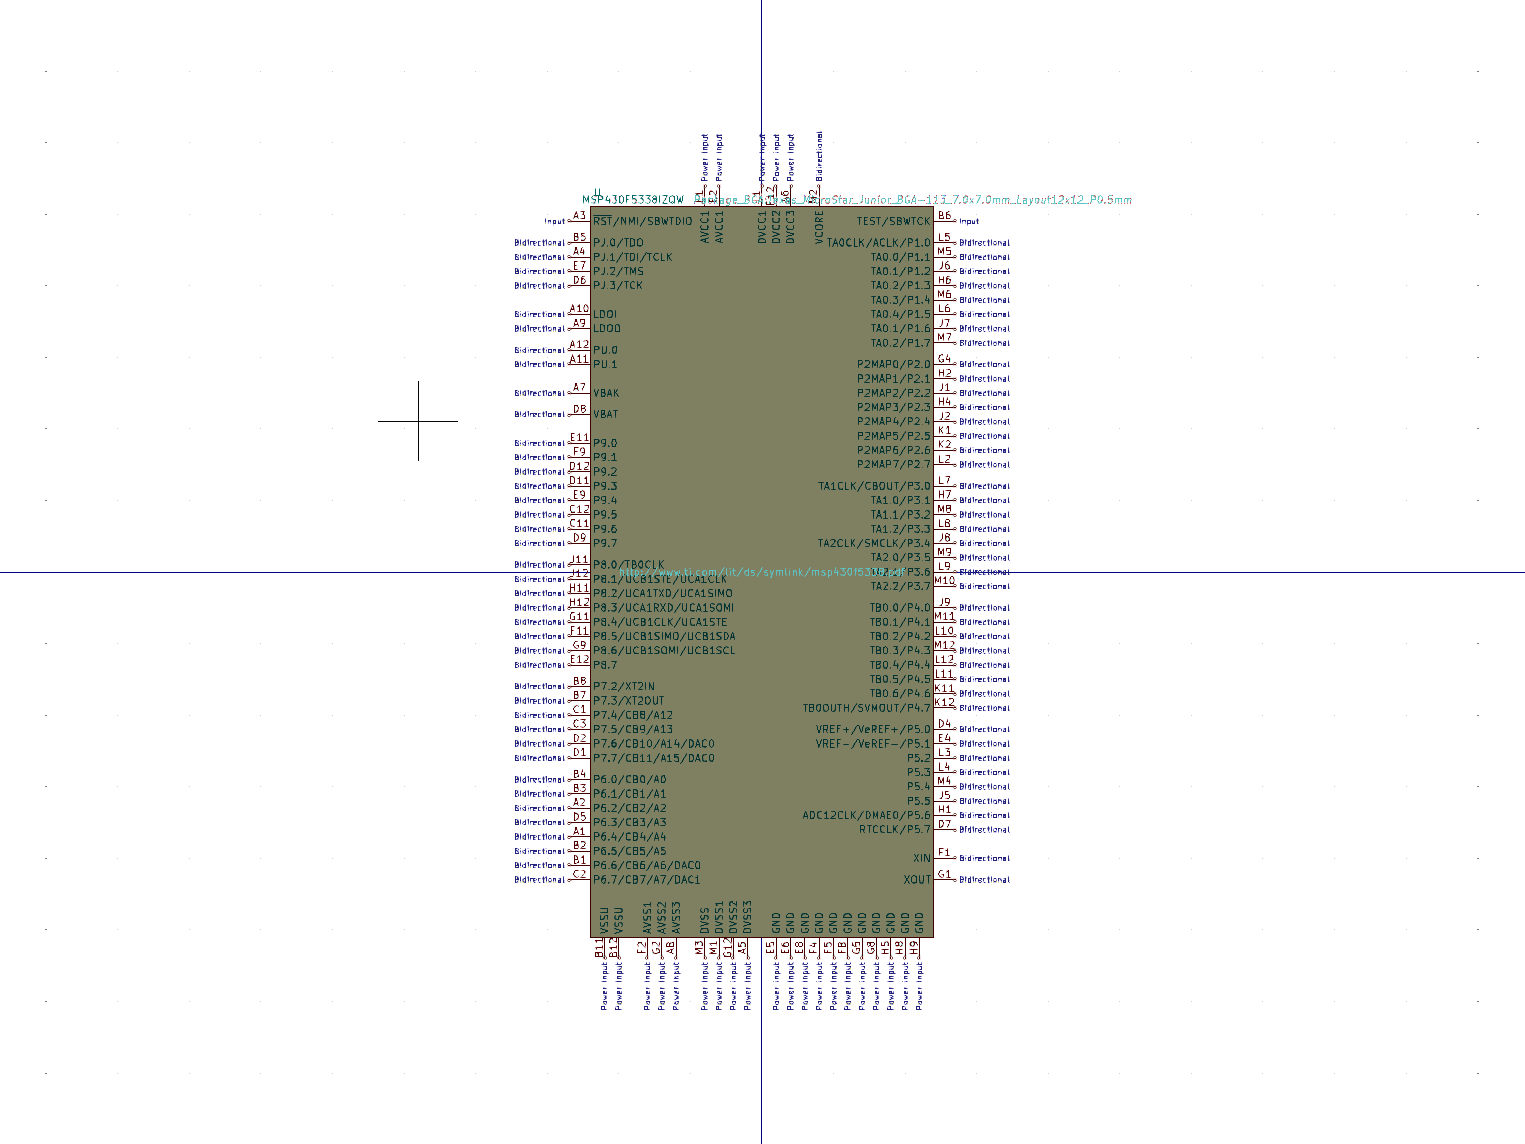 Power Input Power Input Power Input Power Input Power Input Bidirectional
MSP430F5338IZQW
AVCC1 AVCC1 DVCC1 DVCC2 DVCC3 VCORE
Input A3 RST/NMI/SBWTDIO TEST/SBWTCK B6 Input
Bidirectional B5 PJ.0/TDO TA0CLK/ACLK/P1.0 L5 Bidirectional
Bidirectional A4 PJ.1/TDI/TCLK TA0.0/P1.1 M5 Bidirectional
Bidirectional E7 PJ.2/TMS TA0.1/P1.2 J6 Bidirectional
Bidirectional D6 PJ.3/TCK TA0.2/P1.3 H6 Bidirectional
TA0.3/P1.4 M6 Bidirectional
Bidirectional A10 LDOI TA0.4/P1.5 L6 Bidirectional
Bidirectional A9 LDOO TA0.1/P1.6 J7 Bidirectional
TA0.2/P1.7 M7 Bidirectional
Bidirectional A12 PU.0
Bidirectional A11 PU.1 P2MAP0/P2.0 G4 Bidirectional
P2MAP1/P2.1 H2 Bidirectional
Bidirectional A7 VBAK P2MAP2/P2.2 J1 Bidirectional
P2MAP3/P2.3 H4 Bidirectional
Bidirectional D8 VBAT
P2MAP4/P2.4 J2 Bidirectional
P2MAP5/P2.5 K1 Bidirectional
Bidirectional E11 P9.0
P2MAP6/P2.6 K2 Bidirectional
Bidirectional F9 P9.1
P2MAP7/P2.7 L2 Bidirectional
Bidirectional D12 P9.2
Bidirectional D11 P9.3 TA1CLK/CBOUT/P3.0 L7 Bidirectional
Bidirectional E9 P9.4 TA1.0/P3.1 H7 Bidirectional
Bidirectional C12 P9.5 TA1.1/P3.2 M8 Bidirectional
Bidirectional C11 P9.6 TA1.2/P3.3 L8 Bidirectional
Bidirectional D9 P9.7 TA2CLK/SMCLK/P3.4 J8 Bidirectional
TA2.0/P3.5 M9 Bidirectional
Bidirectional J11 P8.0/TB0CLK
L9 Bidirectional
Bidirectional J12 P8.1/UCB1STE/UCA1CLK
TA2.2/P3.7 M10 Bidirectional
Bidirectional H11 P8.2/UCA1TXD/UCA1SIMO
Bidirectional H12 P8.3/UCA1RXD/UCA1SOMI TB0.0/P4.0 J9 Bidirectional
Bidirectional G11 P8.4/UCB1CLK/UCA1STE TB0.1/P4.1 M11 Bidirectional
Bidirectional F11 P8.5/UCB1SIMO/UCB1SDA TB0.2/P4.2 L10 Bidirectional
Bidirectional G9 P8.6/UCB1SOMI/UCB1SCL TB0.3/P4.3 M12 Bidirectional
Bidirectional E12 P8.7 TB0.4/P4.4 L12 Bidirectional
TB0.5/P4.5 L11 Bidirectional
Bidirectional B8 P7.2/XT2IN
TB0.6/P4.6 K11 Bidirectional
Bidirectional B7 P7.3/XT2OUT
TB0OUTH/SVMOUT/P4.7 K12 Bidirectional
Bidirectional C1 P7.4/CB8/A12
Bidirectional C3 P7.5/CB9/A13 VREF+/VeREF+/P5.0 D4 Bidirectional
Bidirectional D2 P7.6/CB10/A14/DAC0 VREF-/VeREF-/P5.1 E4 Bidirectional
Bidirectional D1 P7.7/CB11/A15/DAC0 P5.2 L3 Bidirectional
P5.3 L4 Bidirectional
Bidirectional B4 P6.0/CB0/A0
P5.4 M4 Bidirectional
Bidirectional B3 P6.1/CB1/A1
P5.5 J5 Bidirectional
Bidirectional A2 P6.2/CB2/A2
ADC12CLK/DMAE0/P5.6 H1 Bidirectional
Bidirectional D5 P6.3/CB3/A3
RTCCLK/P5.7 D7 Bidirectional
Bidirectional A1 P6.4/CB4/A4
Bidirectional B2 P6.5/CB5/A5
XIN F1 Bidirectional
Bidirectional B1 P6.6/CB6/A6/DAC0
Bidirectional C2 P6.7/CB7/A7/DAC1 XOUT G1 Bidirectional
VSSU VSSU AVSS1 AVSS2 AVSS3 DVSS DVSS1 DVSS2 DVSS3 GND GND GND GND GND GND GND GND GND GND GND
B11 B12 F2 G2 A8 M3 M1 G12 A5 E5 E6 E8 F4 F5 F8 G5 G8 H5 H8 H9
Power Input Power Input Power Input Power Input Power Input Power Input Power Input Power Input Power Input Power Input Power Input Power Input Power Input Power Input Power Input Power Input Power Input Power Input Power Input Power Input